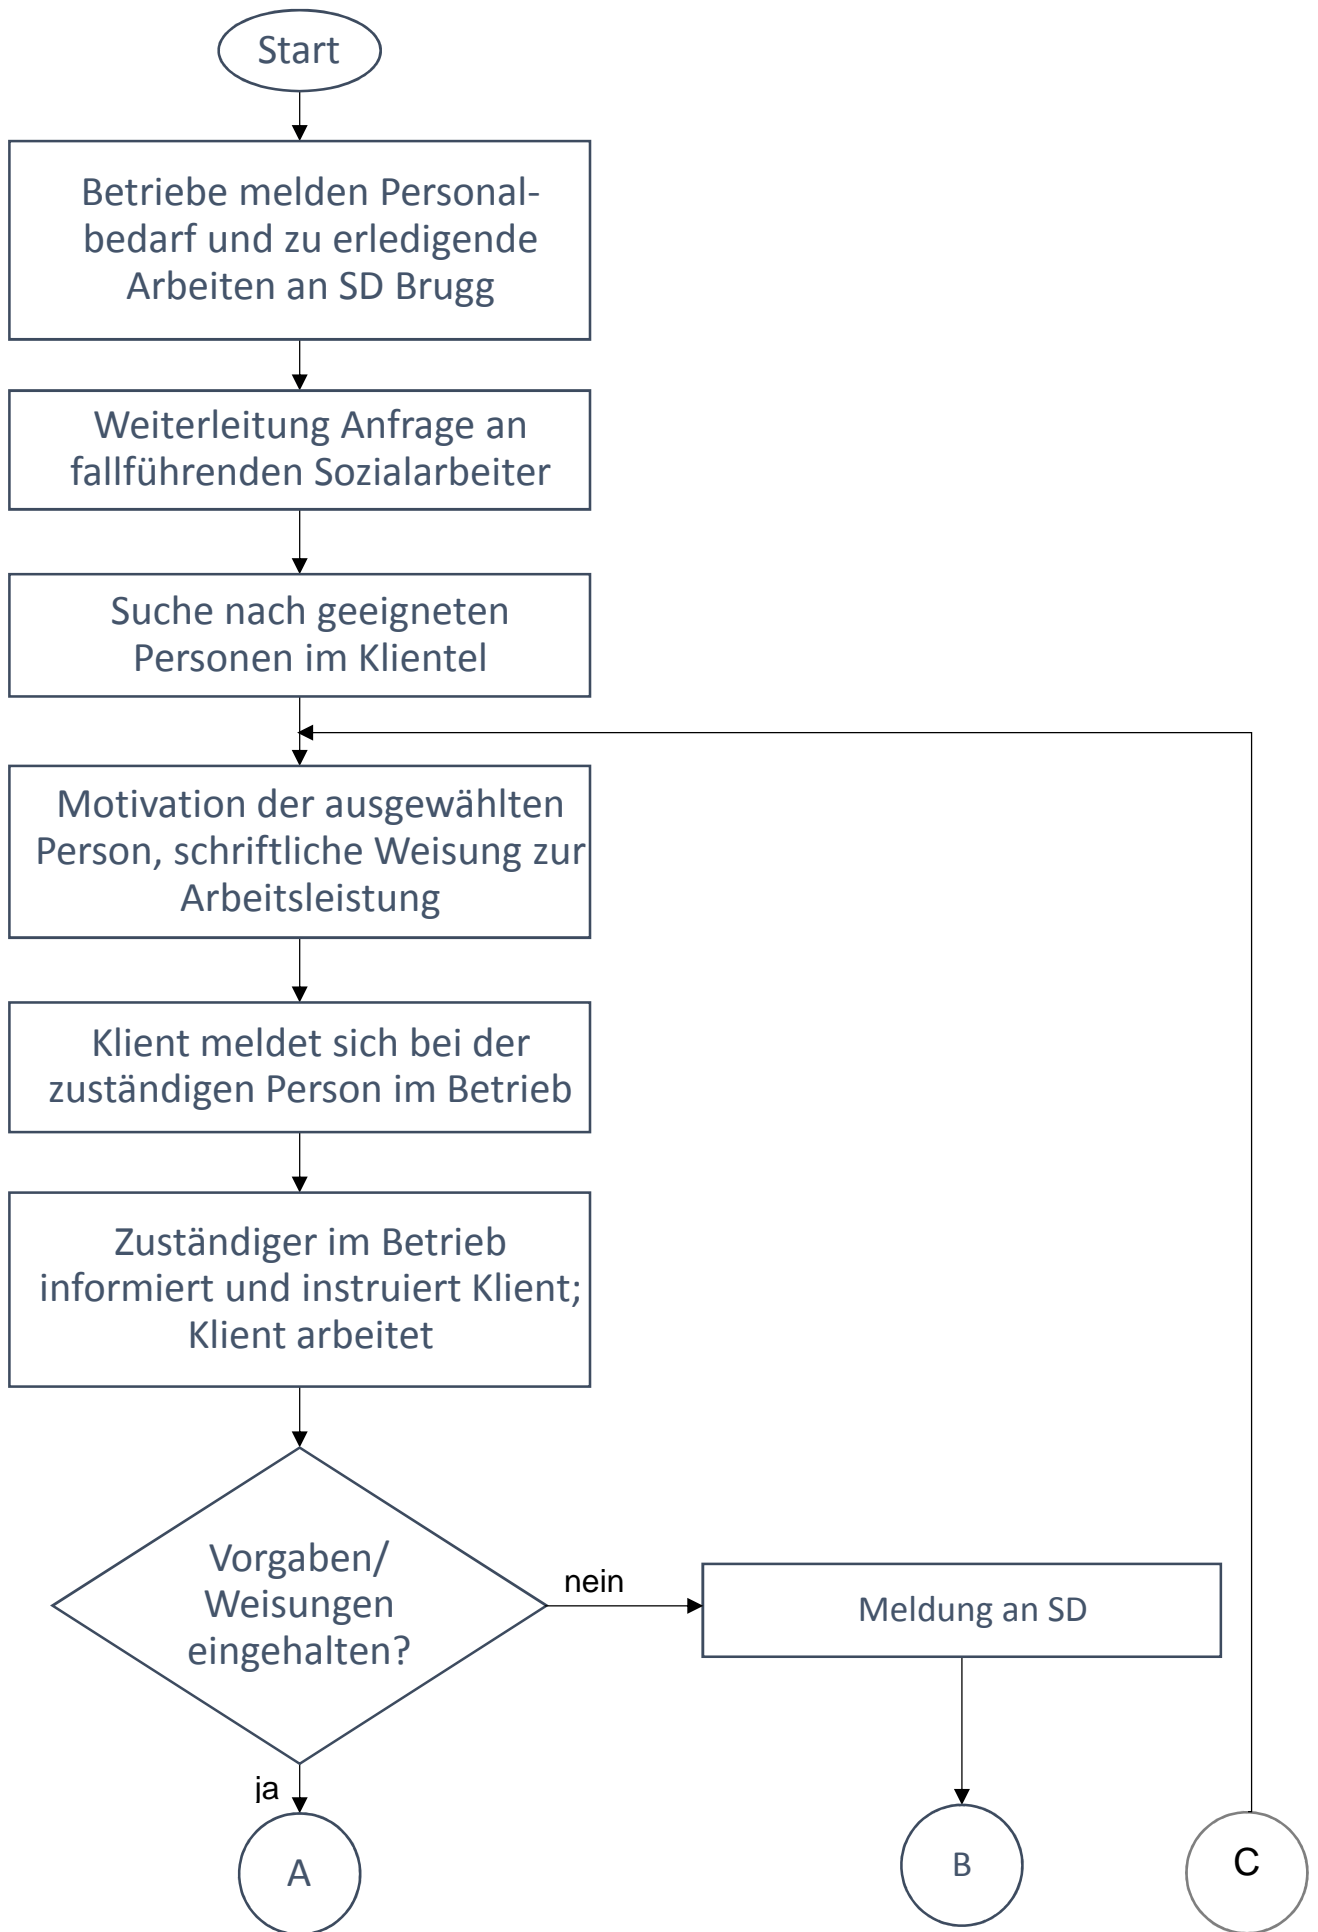 Start
Betriebe melden Personal-
bedarf und zu erledigende
Arbeiten an SD Brugg
Weiterleitung Anfrage an
fallführenden Sozialarbeiter
Suche nach geeigneten
Personen im Klientel
Motivation der ausgewählten
Person, schriftliche Weisung zur
Arbeitsleistung
Klient meldet sich bei der
zuständigen Person im Betrieb
Zuständiger im Betrieb
informiert und instruiert Klient;
Klient arbeitet
Vorgaben/
Weisungen
eingehalten?
nein
Meldung an SD
ja
A
B
C